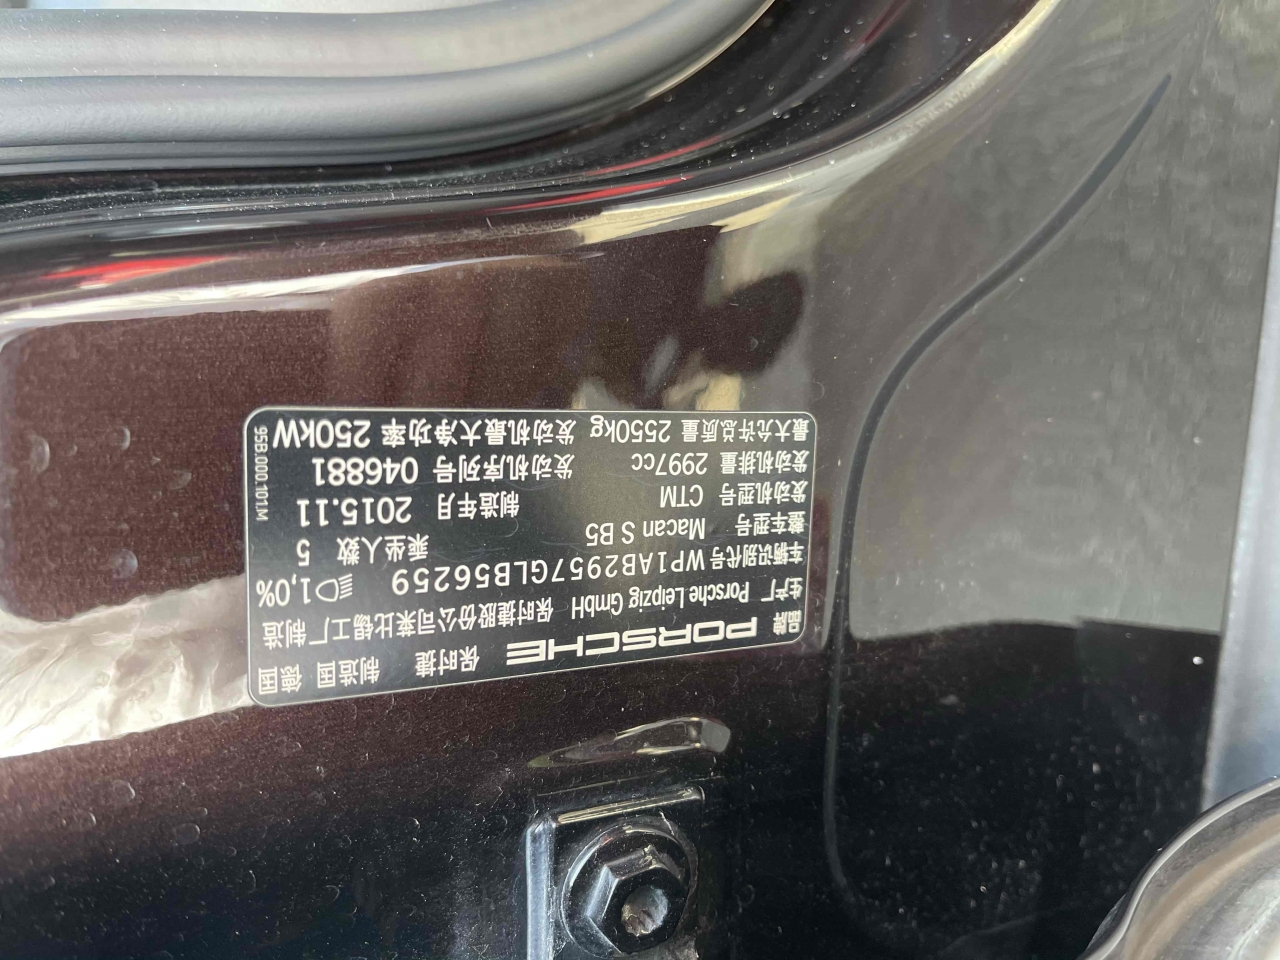 品牌 PORSCHE 保时捷 制造国 德国
生产厂 Porsche Leipzig GmbH 保时捷股份公司莱比锡工厂制造
车辆识别代号 WP1AB2957GLB56259 1,0%
整车型号 Macan S B5 乘坐人数 5
发动机型号 CTM 制造年月 2015.11
发动机排量 2997cc 发动机序列号 046881
最大允许总质量 2550kg 发动机最大净功率 250kW
95B.000.101.M